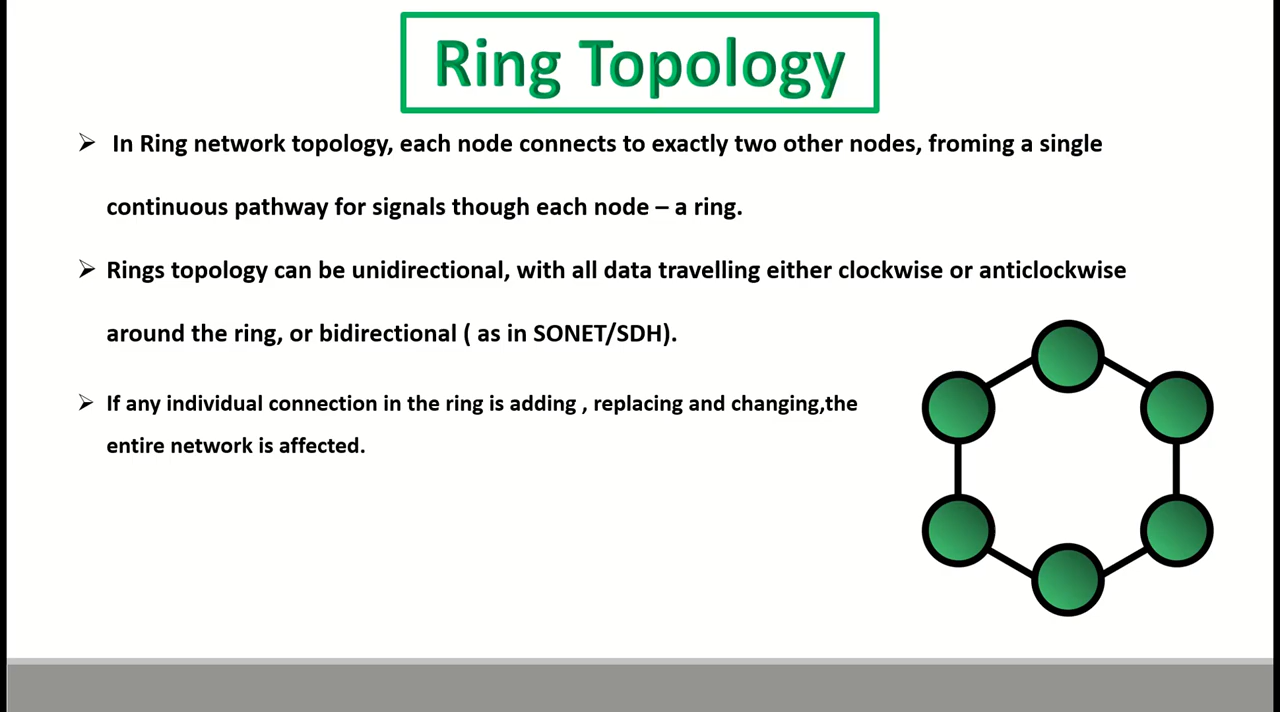 Ring Topology
➢ In Ring network topology, each node connects to exactly two other nodes, froming a single
continuous pathway for signals though each node – a ring.
➢ Rings topology can be unidirectional, with all data travelling either clockwise or anticlockwise
around the ring, or bidirectional ( as in SONET/SDH).
➢ If any individual connection in the ring is adding , replacing and changing,the
entire network is affected.